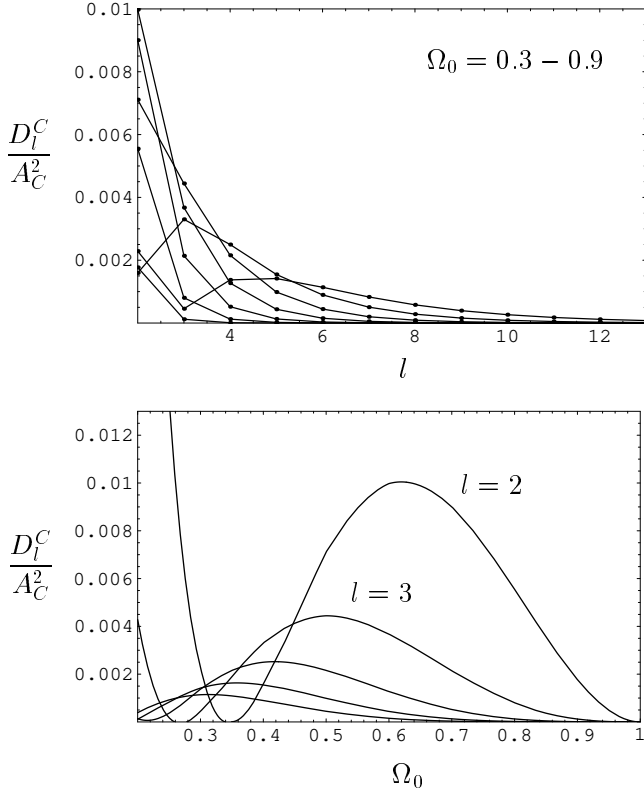 0.01
Ω₀ = 0.3 – 0.9
0.008
D_l^C / A_C^2
0.006
0.004
0.002
4 6 8 10 12
l
0.012
0.01
l = 2
0.008
D_l^C / A_C^2
0.006
l = 3
0.004
0.002
0.3 0.4 0.5 0.6 0.7 0.8 0.9 1
Ω₀